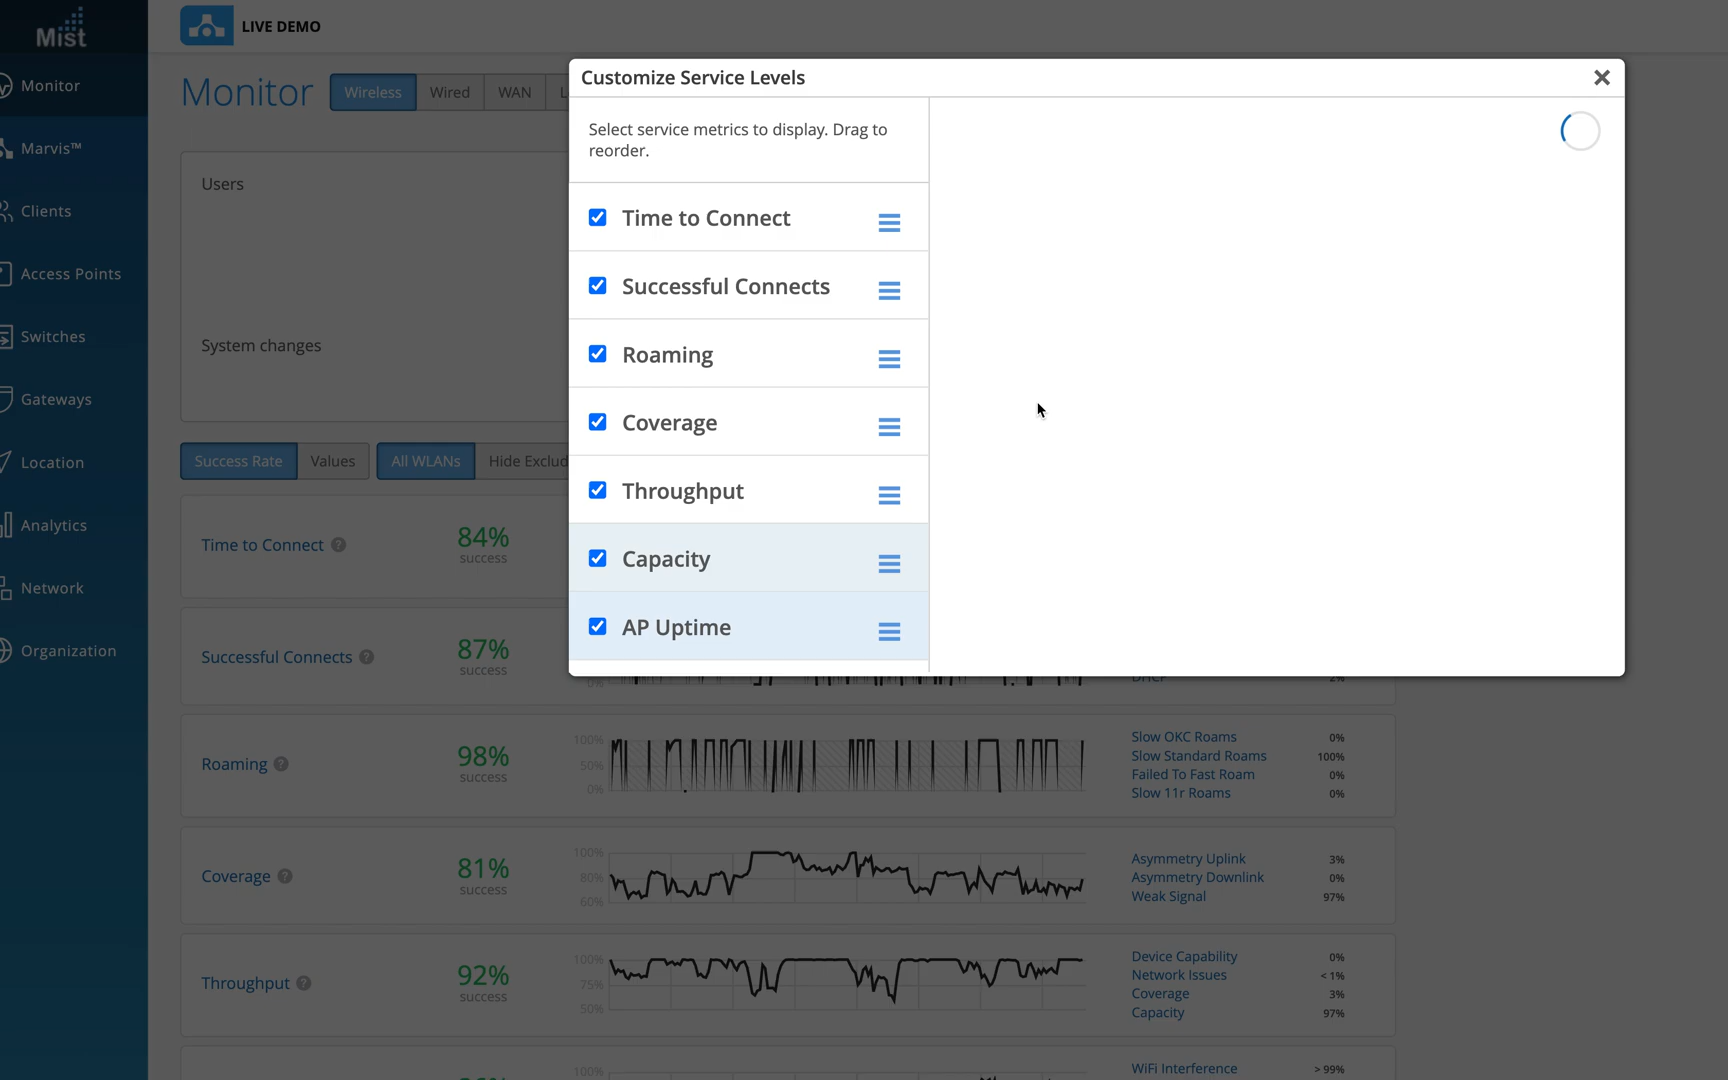 Mist
LIVE DEMO
Monitor
Marvis™
Clients
Access Points
Switches
Gateways
Location
Analytics
Network
Organization
Monitor
Wireless
Wired
WAN
Users
System changes
Success Rate
Values
All WLANs
Hide Exclud
Customize Service Levels
Select service metrics to display. Drag to
reorder.
Time to Connect
Successful Connects
Roaming
Coverage
Throughput
Capacity
AP Uptime
Time to Connect ?
84%
success
Successful Connects ?
87%
success
0%
DHCP 2%
Roaming ?
98%
success
100%
50%
0%
Slow OKC Roams 0%
Slow Standard Roams 100%
Failed To Fast Roam 0%
Slow 11r Roams 0%
Coverage ?
81%
success
100%
80%
60%
Asymmetry Uplink 3%
Asymmetry Downlink 0%
Weak Signal 97%
Throughput ?
92%
success
100%
75%
50%
Device Capability 0%
Network Issues < 1%
Coverage 3%
Capacity 97%
100%
WiFi Interference > 99%